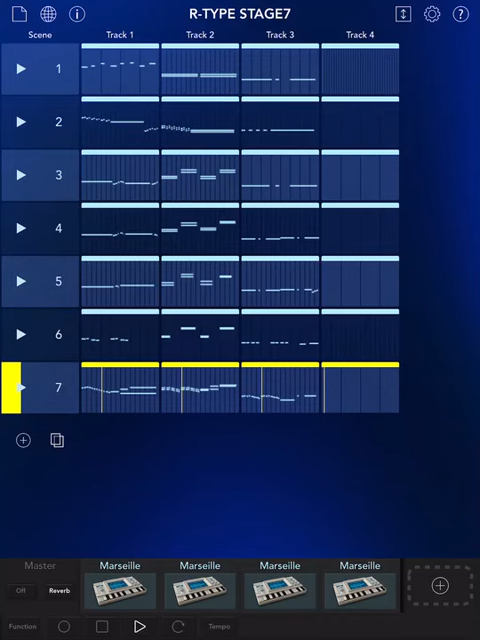 R-TYPE STAGE7
Scene Track 1 Track 2 Track 3 Track 4
1
2
3
4
5
6
7
Master Marseille Marseille Marseille Marseille
Off Reverb
Function Tempo